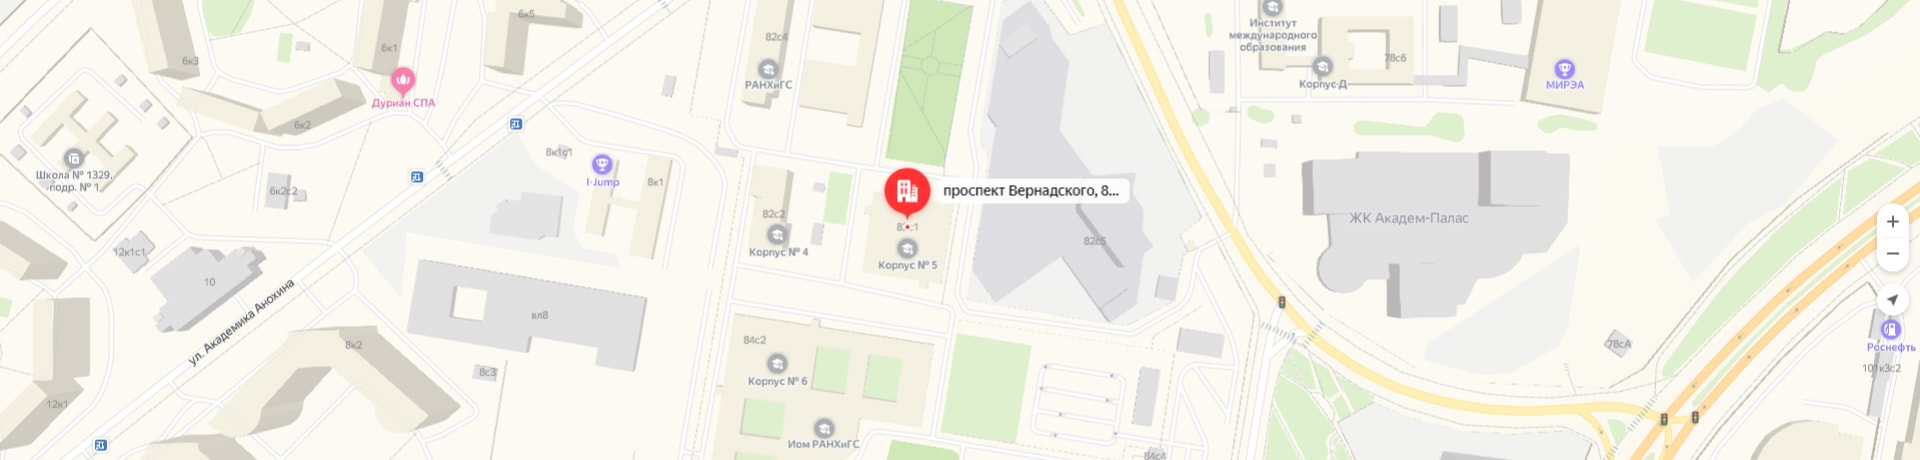 6к5
Институт
международного
образования
82с4
6к3
6к1
78с6
РАНХиГС
Корпус Д
МИРЭА
Дуриан СПА
6к2
8к1с1
Школа № 1329,
подр. № 1
I-Jump
8к1
6к2с2
проспект Вернадского, 8...
82с2
ЖК Академ-Палас
82с5
12к1с1
Корпус № 4
Корпус № 5
10
ул. Академика Анохина
вл8
8к2
84с2
78сА
Роснефть
8с3
Корпус № 6
101к3с2
12к1
Иом РАНХиГС
84с4